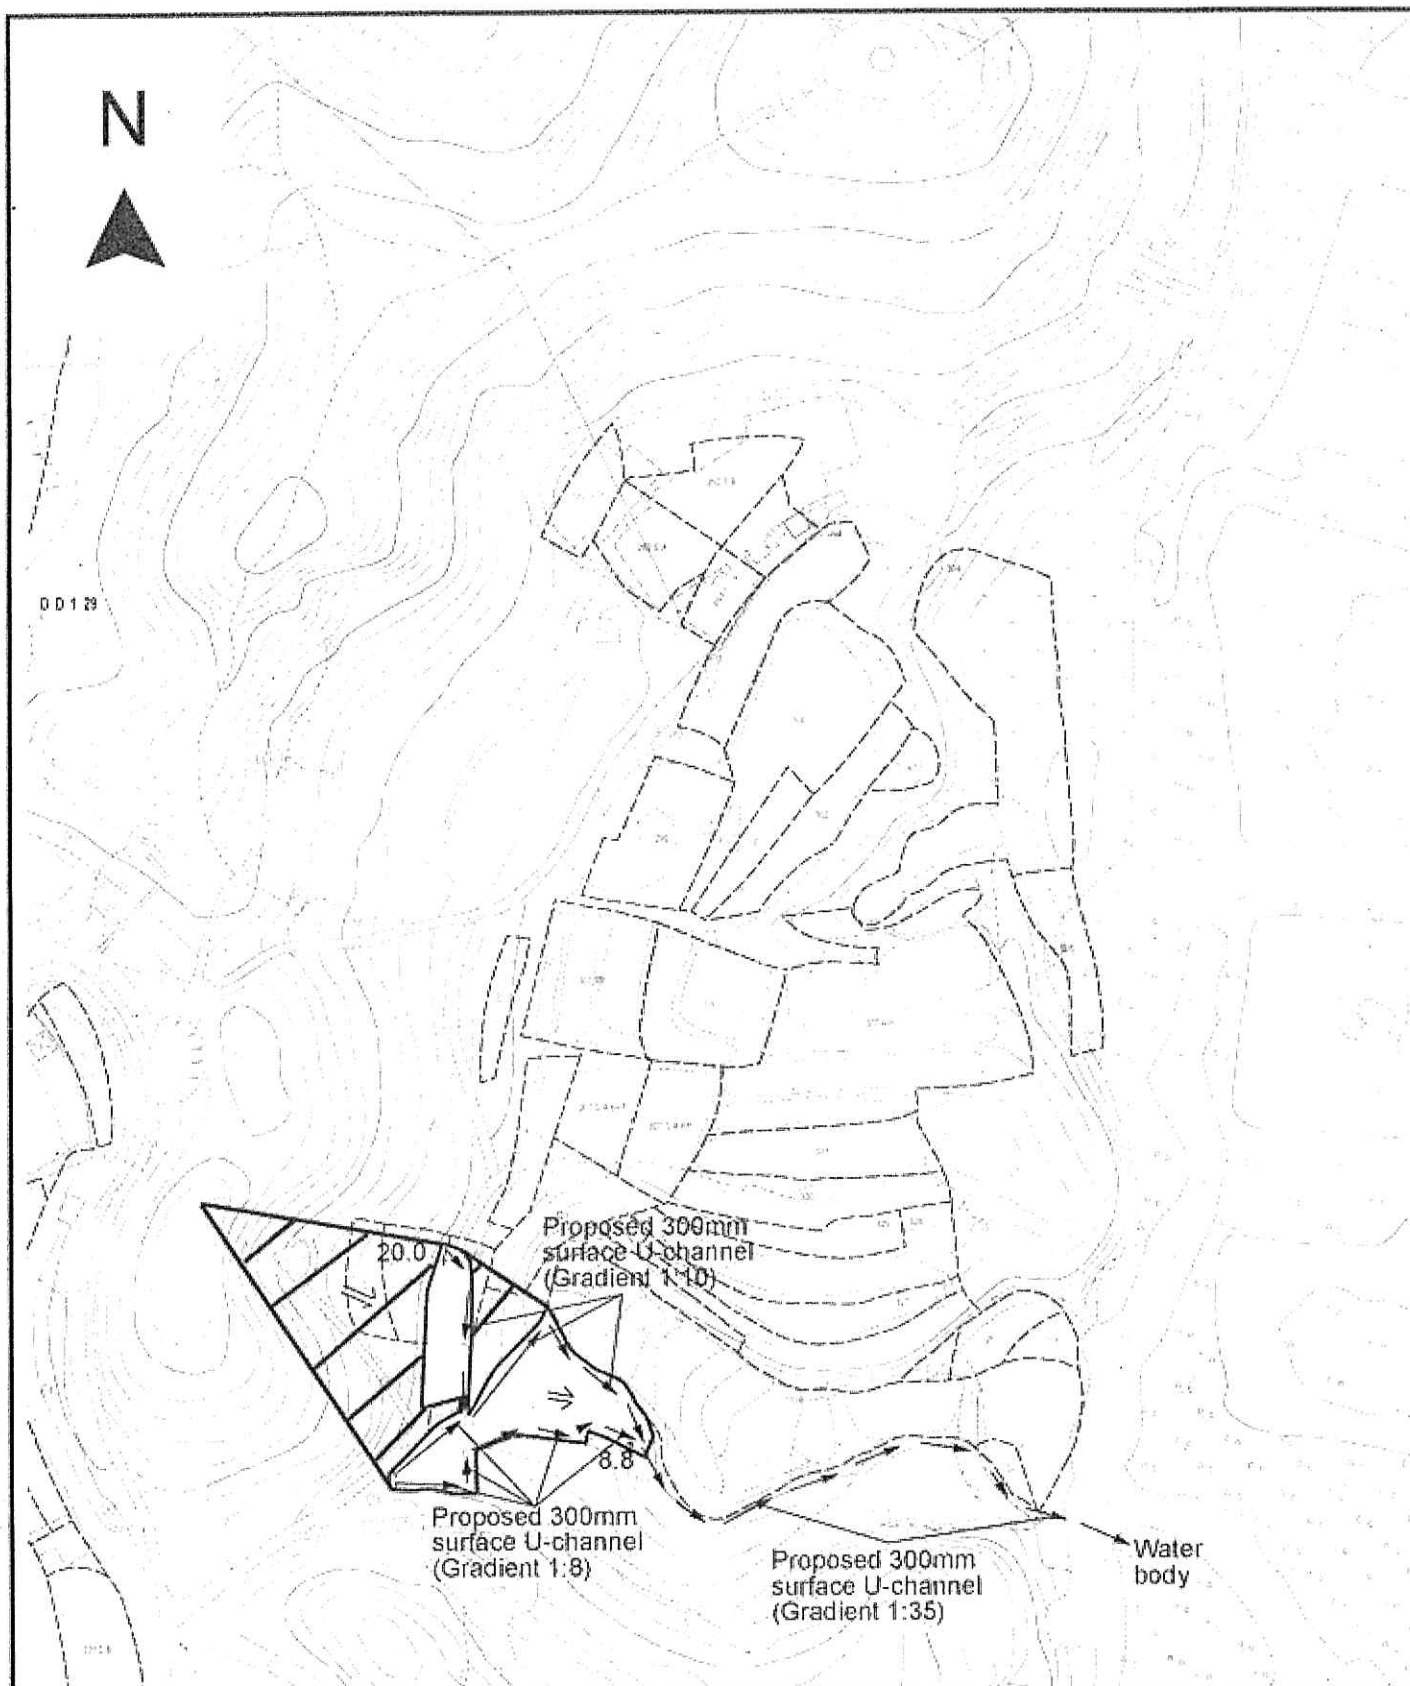 N
DD129
20.0
Proposed 300mm
surface U-channel
(Gradient 1:10)
8.8
Proposed 300mm
surface U-channel
(Gradient 1:8)
Proposed 300mm
surface U-channel
(Gradient 1:35)
Water
body